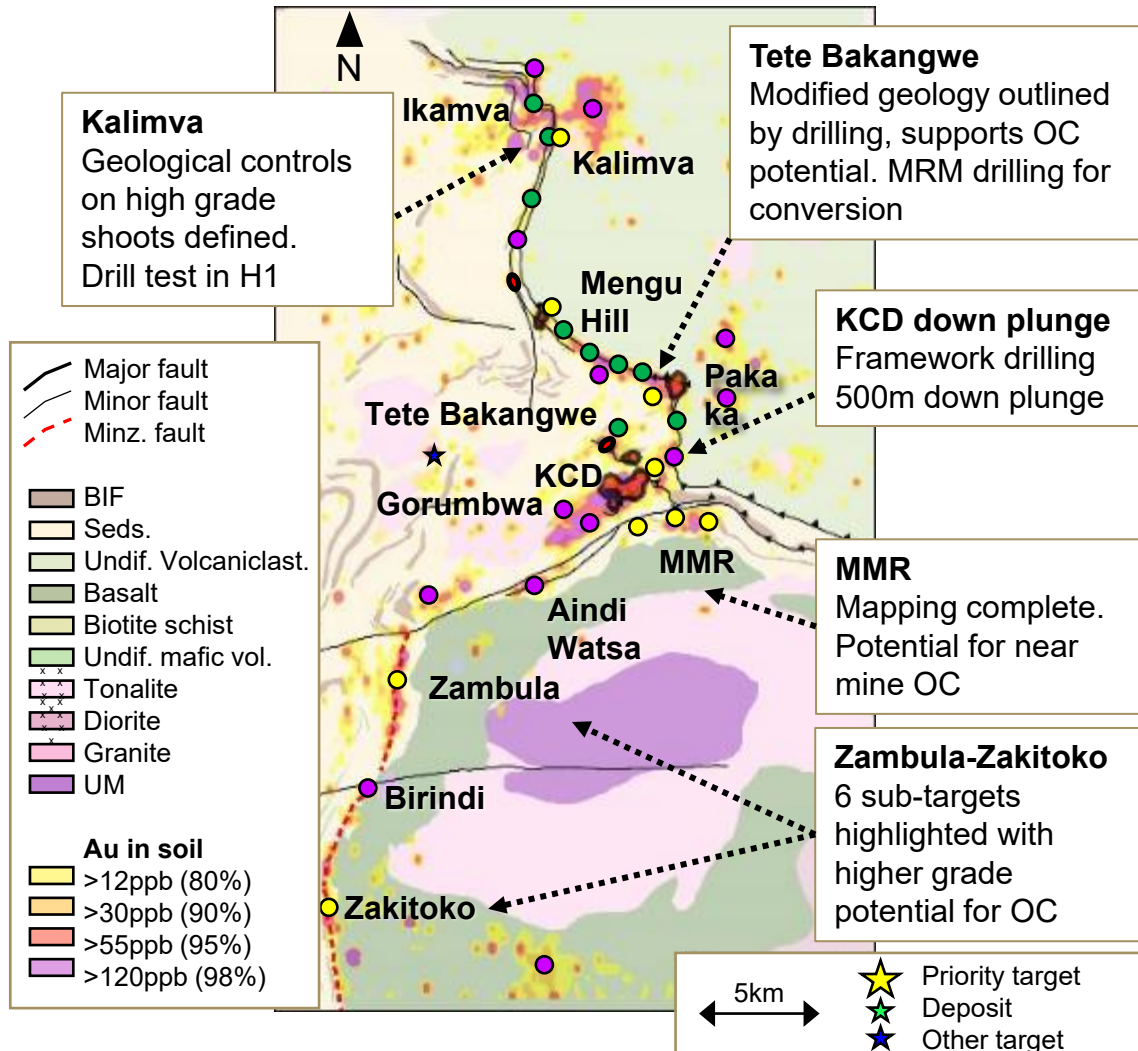 N
Kalimva
Geological controls
on high grade
shoots defined.
Drill test in H1
Tete Bakangwe
Modified geology outlined
by drilling, supports OC
potential. MRM drilling for
conversion
KCD down plunge
Framework drilling
500m down plunge
MMR
Mapping complete.
Potential for near
mine OC
Zambula-Zakitoko
6 sub-targets
highlighted with
higher grade
potential for OC
Ikamva
Kalimva
Mengu
Hill
Paka
ka
Tete Bakangwe
KCD
Gorumbwa
MMR
Aindi
Watsa
Zambula
Birindi
Zakitoko
Major fault
Minor fault
Minz. fault
BIF
Seds.
Undif. Volcaniclast.
Basalt
Biotite schist
Undif. mafic vol.
Tonalite
Diorite
Granite
UM
Au in soil
>12ppb (80%)
>30ppb (90%)
>55ppb (95%)
>120ppb (98%)
5km
Priority target
Deposit
Other target